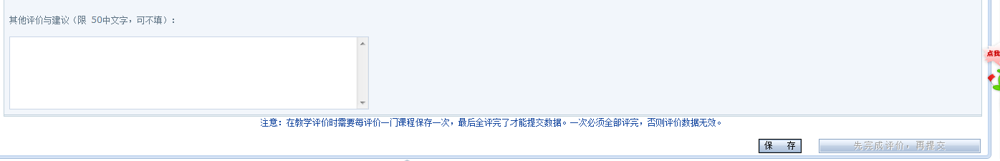 其他评价与建议（限 50中文字，可不填）：
点我
注意：在教学评价时需要每评价一门课程保存一次，最后全评完了才能提交数据。一次必须全部评完，否则评价数据无效。
保 存
先完成评价，再提交